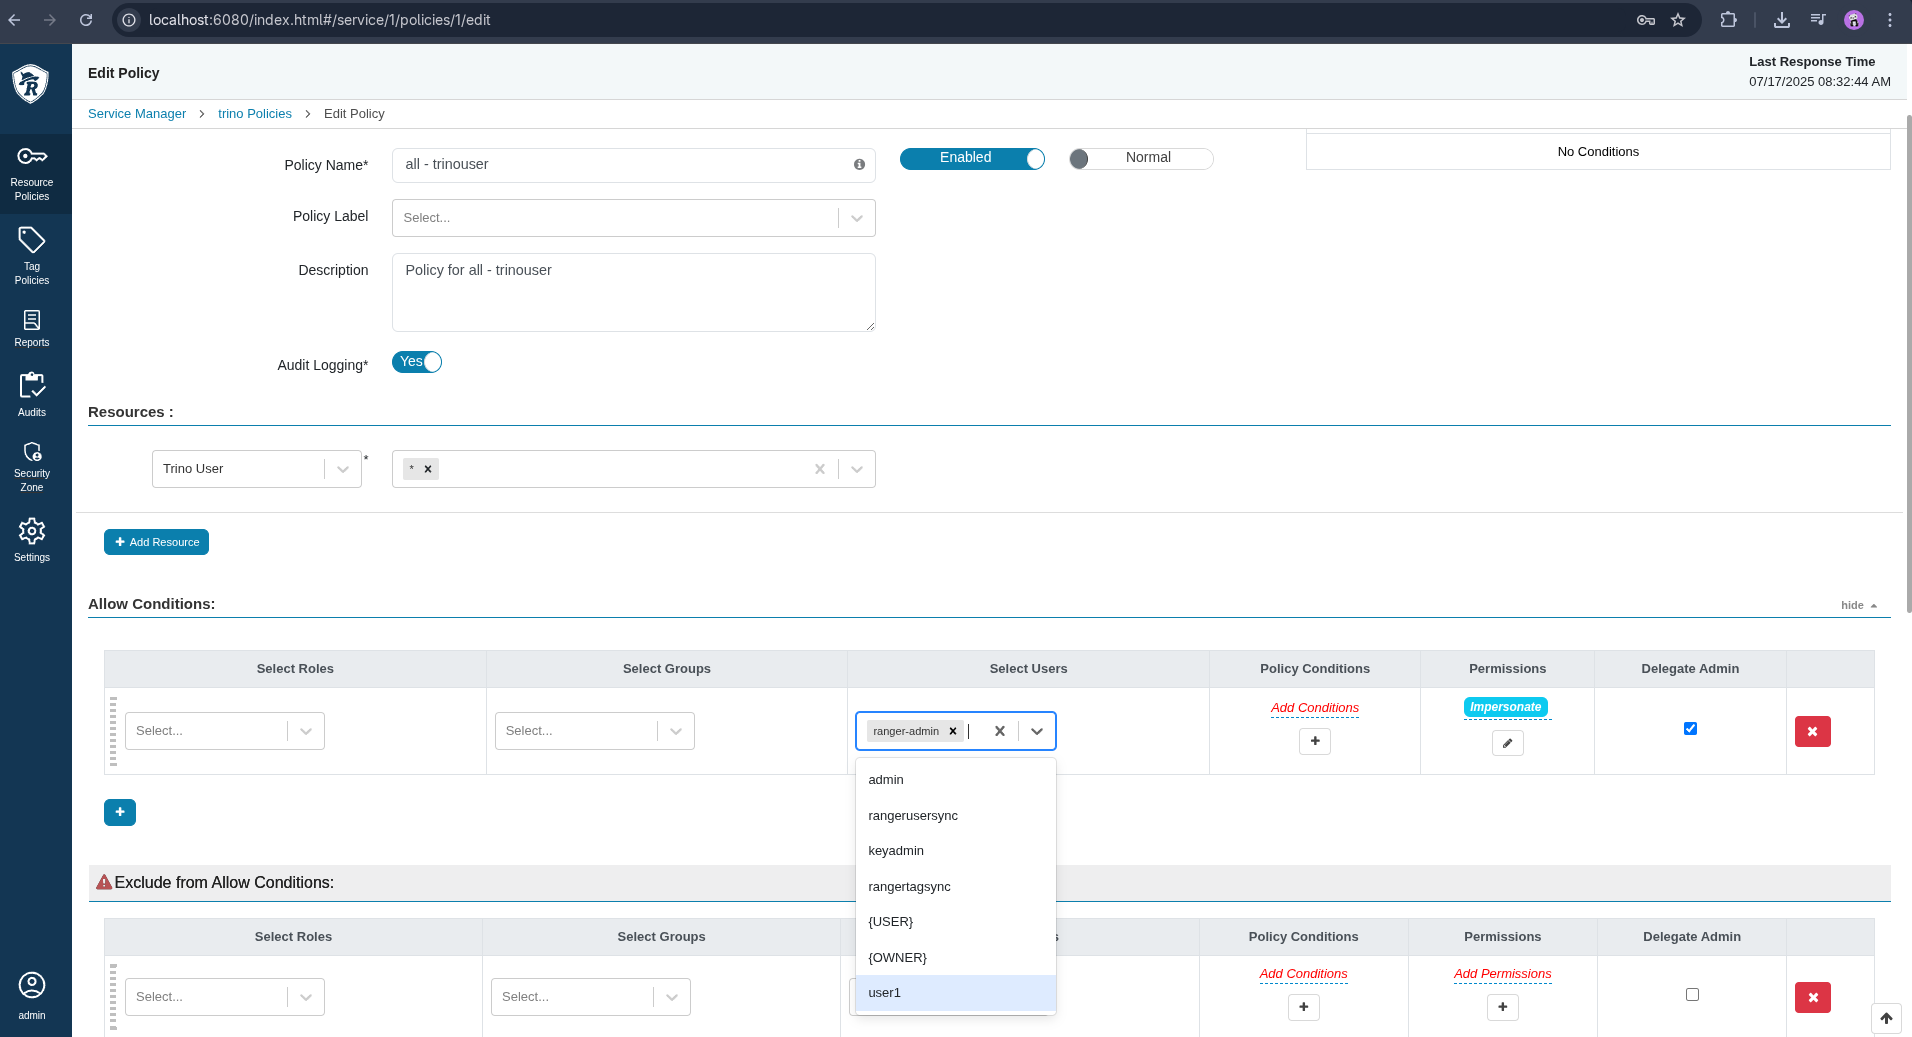 localhost:6080/index.html#/service/1/policies/1/edit
Edit Policy
Last Response Time
07/17/2025 08:32:44 AM
Service Manager > trino Policies > Edit Policy
Resource
Policies
Tag
Policies
Reports
Audits
Security
Zone
Settings
admin
Policy Name*
all - trinouser
Enabled
Normal
No Conditions
Policy Label
Select...
Description
Policy for all - trinouser
Audit Logging*
Yes
Resources :
Trino User
*
*
Add Resource
Allow Conditions:
hide
Select Roles Select Groups Select Users Policy Conditions Permissions Delegate Admin
Select...
Select...
ranger-admin
Add Conditions
Impersonate
admin
rangerusersync
keyadmin
rangertagsync
{USER}
{OWNER}
user1
Exclude from Allow Conditions:
Select Roles Select Groups s Policy Conditions Permissions Delegate Admin
Select...
Select...
Add Conditions
Add Permissions